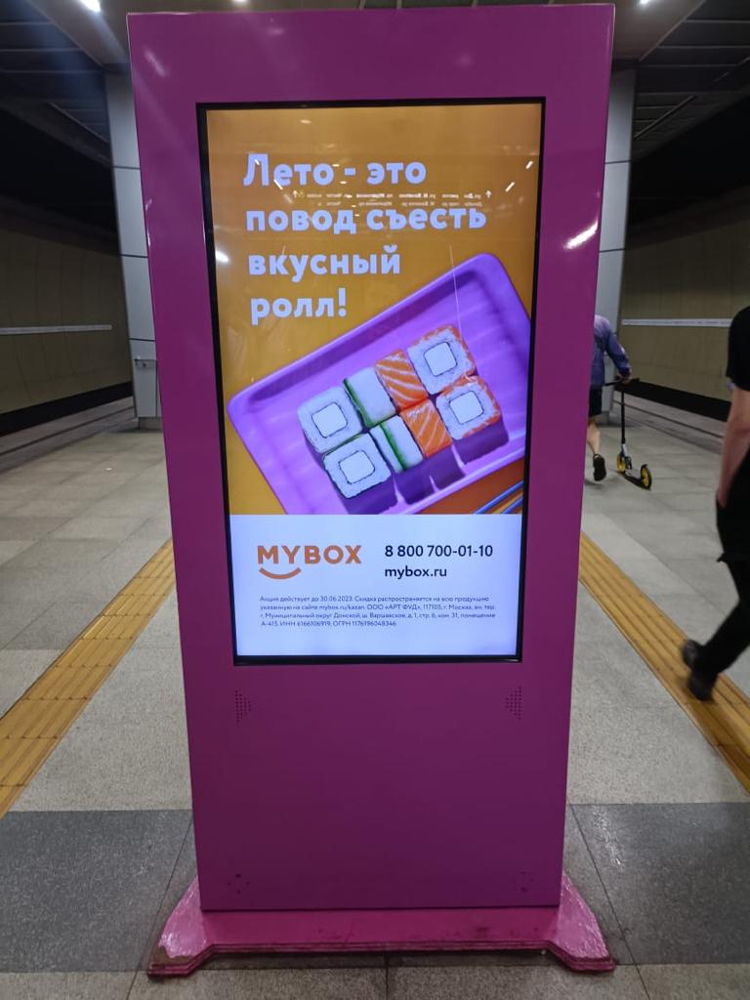 Лето - это
повод съесть
вкусный
ролл!
MYBOX
8 800 700-01-10
mybox.ru
Акция действует до 30.06.2023. Скидка распространяется на всю продукцию
указанную на сайте mybox.ru/kazan. ООО «АРТ ФУД», 117105, г. Москва, вн. тер.
г. Муниципальный округ Донской, ш. Варшавское, д. 1, стр. 6, ком. 31, помещение
А-415. ИНН 6166106919, ОГРН 1176196048346